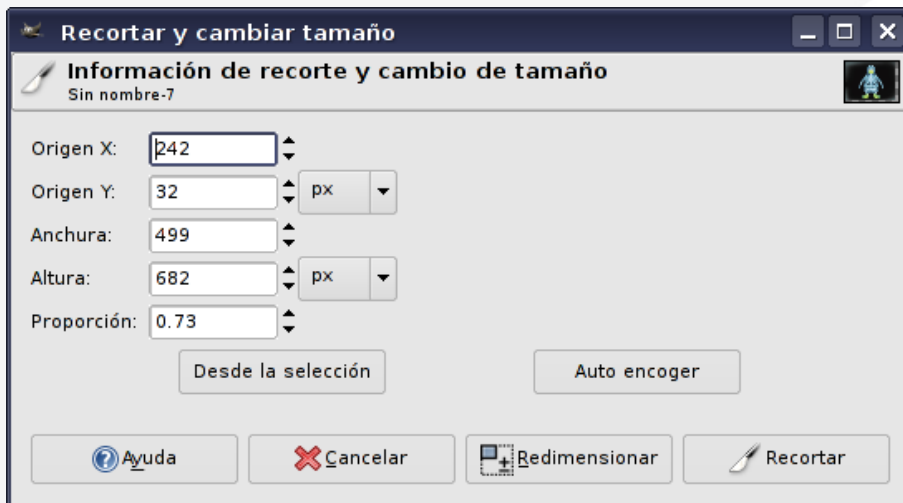 Recortar y cambiar tamaño
Información de recorte y cambio de tamaño
Sin nombre-7
Origen X: 242
Origen Y: 32 px
Anchura: 499
Altura: 682 px
Proporción: 0.73
Desde la selección Auto encoger
Ayuda Cancelar Redimensionar Recortar